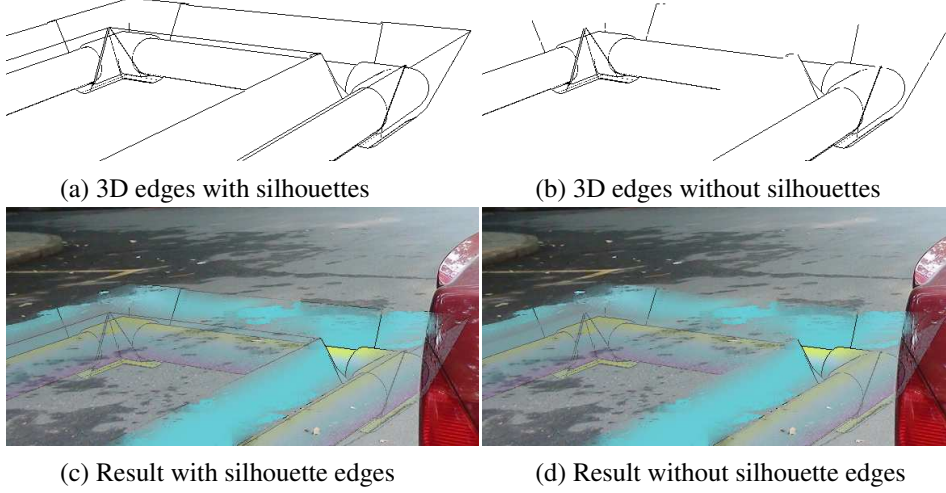 (a) 3D edges with silhouettes
(b) 3D edges without silhouettes
(c) Result with silhouette edges
(d) Result without silhouette edges